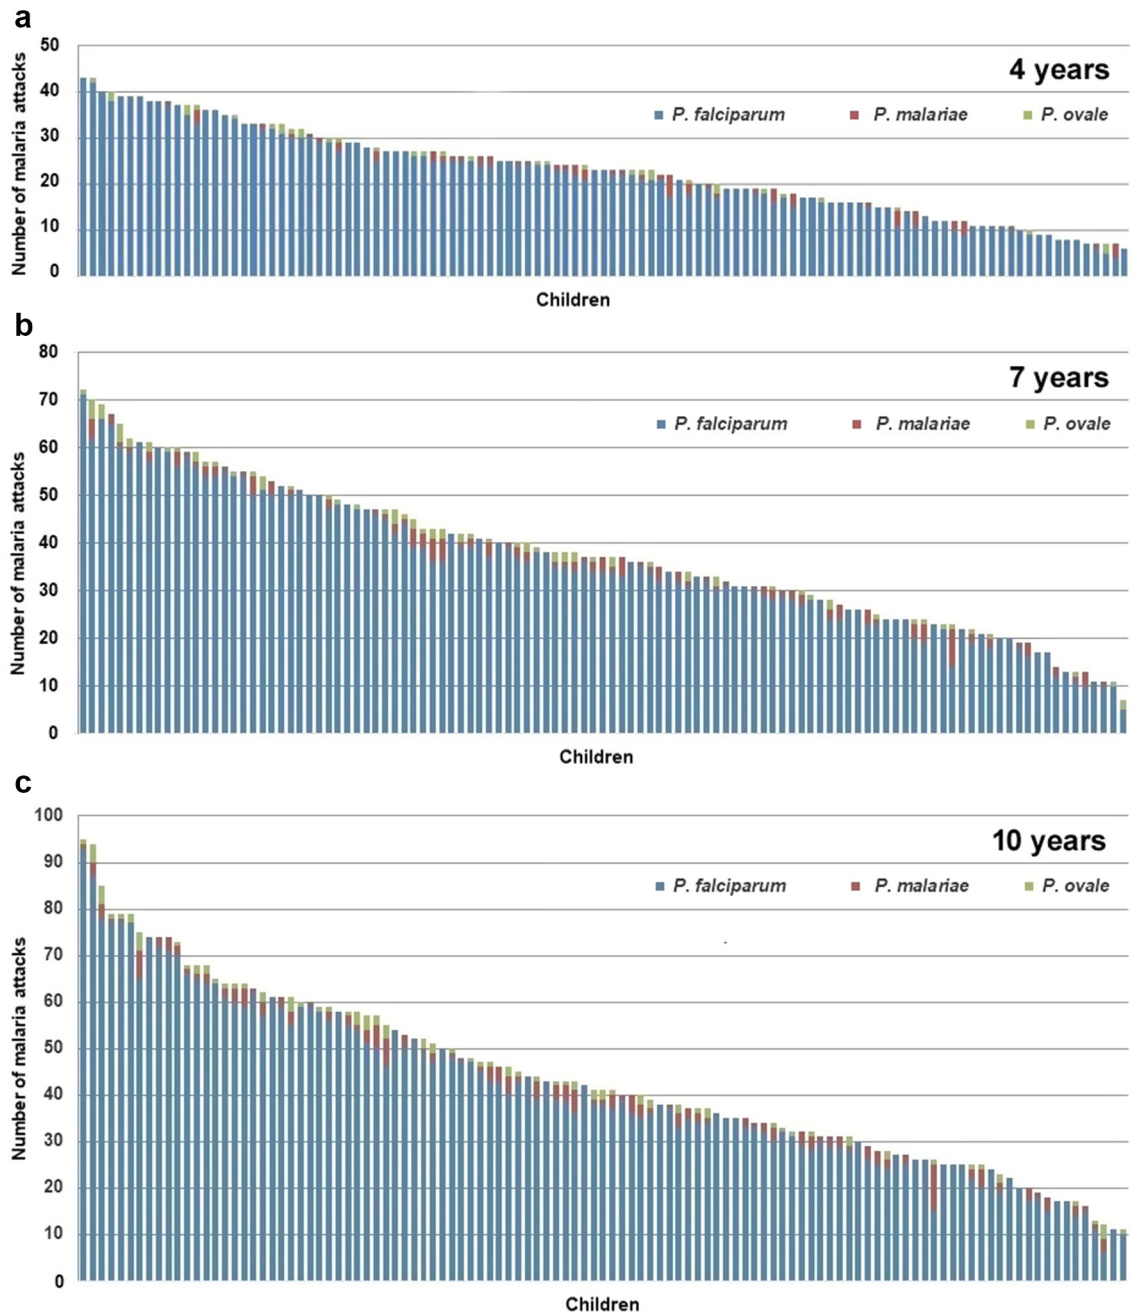 a
50
40
30
20
10
0
Number of malaria attacks
4 years
P. falciparum P. malariae P. ovale
Children
b
80
70
60
50
40
30
20
10
0
Number of malaria attacks
7 years
P. falciparum P. malariae P. ovale
Children
c
100
90
80
70
60
50
40
30
20
10
0
Number of malaria attacks
10 years
P. falciparum P. malariae P. ovale
Children